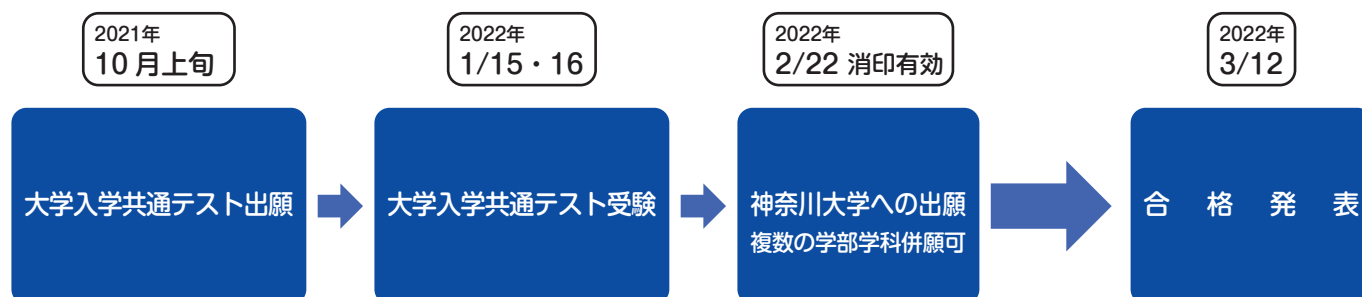 2021年
10月上旬
2022年
1/15・16
2022年
2/22 消印有効
2022年
3/12
大学入学共通テスト出願
大学入学共通テスト受験
神奈川大学への出願
複数の学部学科併願可
合格発表